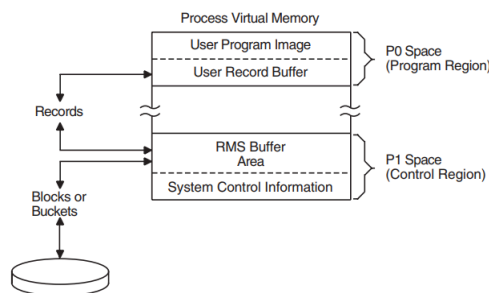 Process Virtual Memory
User Program Image
User Record Buffer
P0 Space
(Program Region)
Records
RMS Buffer
Area
System Control Information
P1 Space
(Control Region)
Blocks or
Buckets